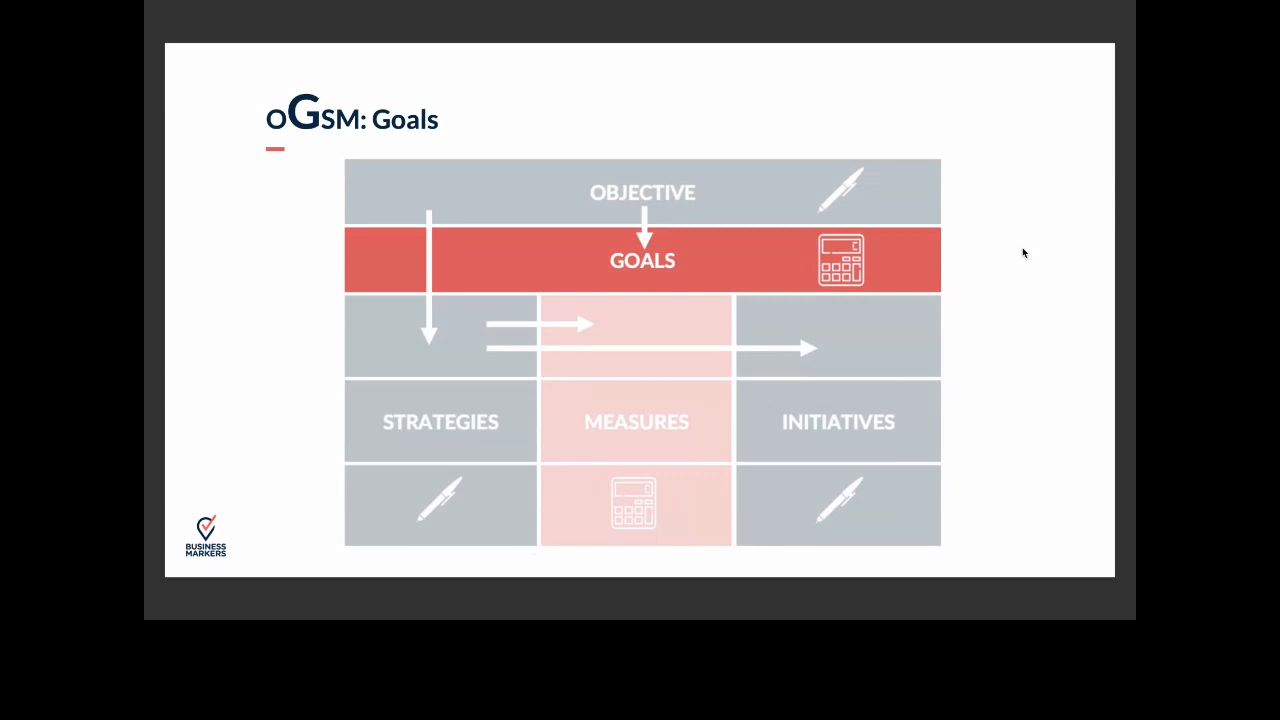 oGSM: Goals
OBJECTIVE
GOALS
STRATEGIES
MEASURES
INITIATIVES
BUSINESS
MARKERS